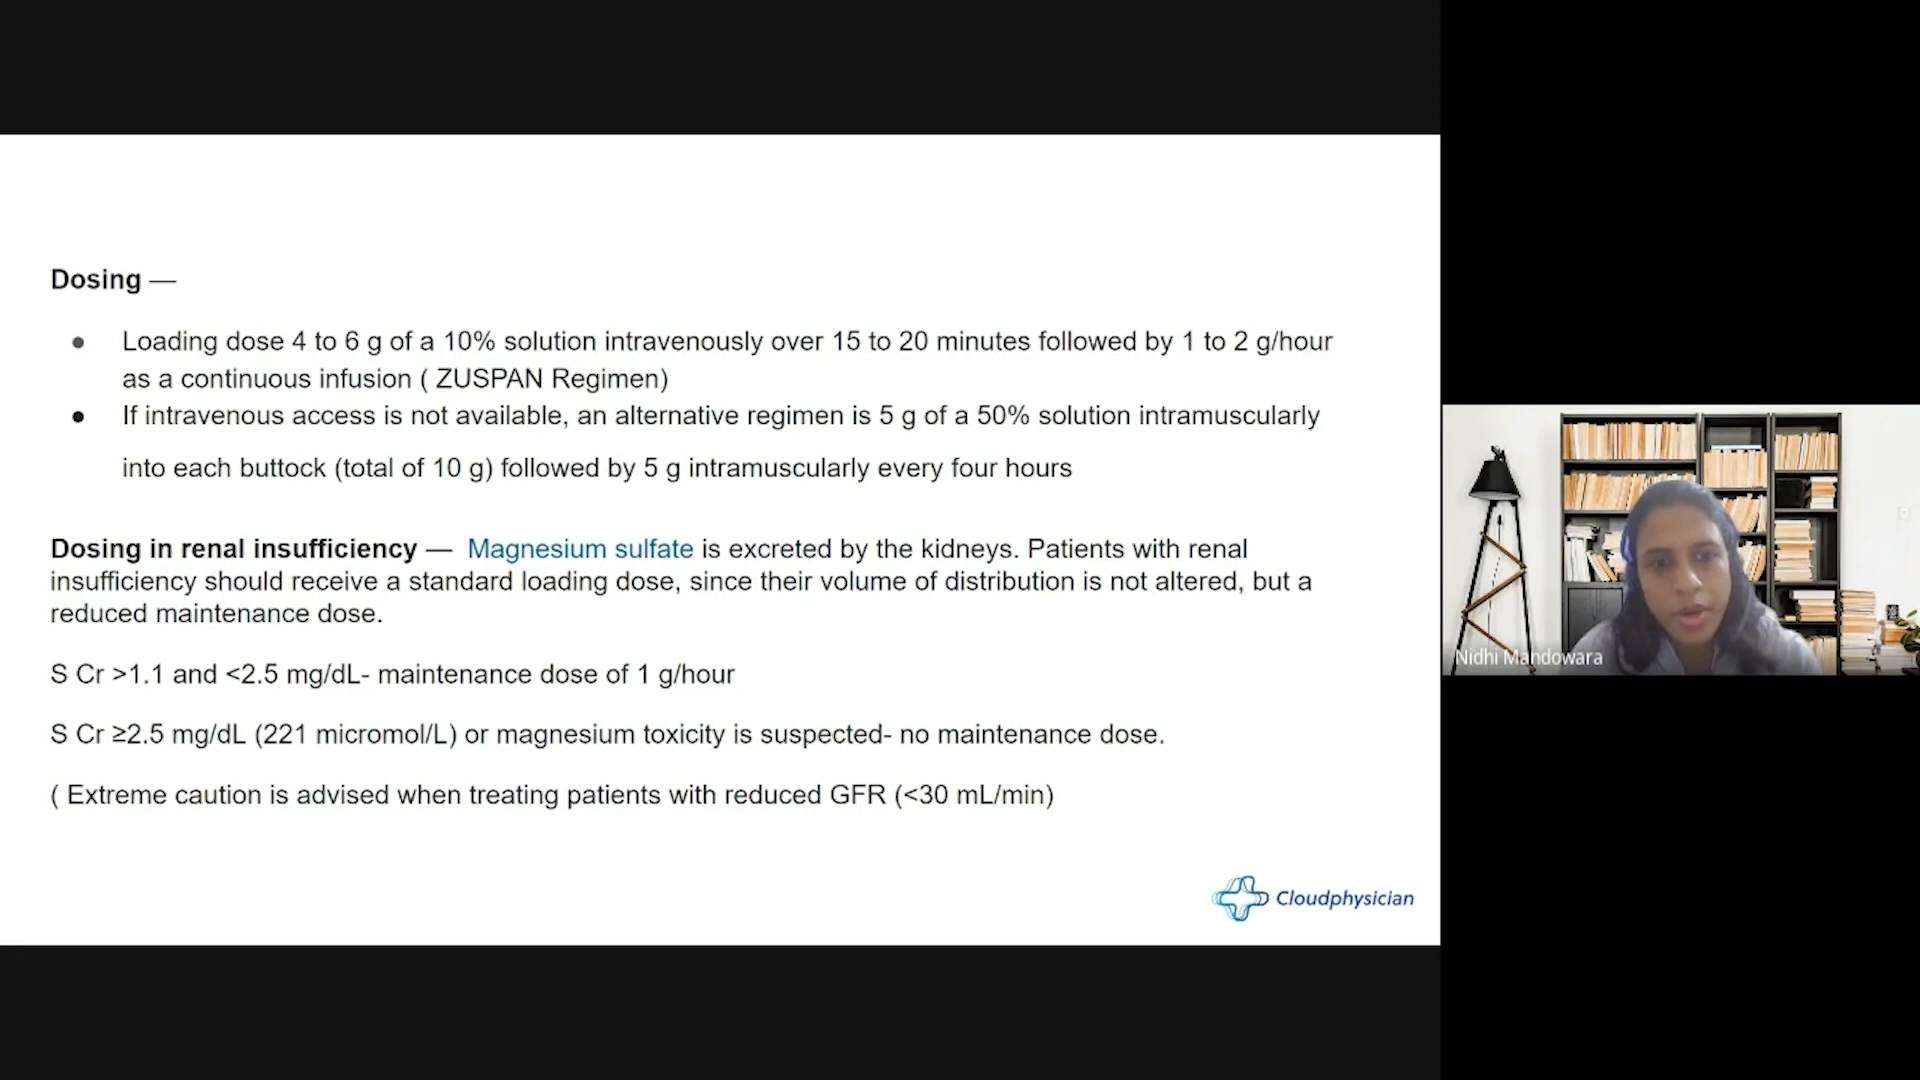 Dosing —
● Loading dose 4 to 6 g of a 10% solution intravenously over 15 to 20 minutes followed by 1 to 2 g/hour
as a continuous infusion ( ZUSPAN Regimen)
● If intravenous access is not available, an alternative regimen is 5 g of a 50% solution intramuscularly
into each buttock (total of 10 g) followed by 5 g intramuscularly every four hours
Dosing in renal insufficiency — Magnesium sulfate is excreted by the kidneys. Patients with renal
insufficiency should receive a standard loading dose, since their volume of distribution is not altered, but a
reduced maintenance dose.
S Cr >1.1 and <2.5 mg/dL- maintenance dose of 1 g/hour
S Cr ≥2.5 mg/dL (221 micromol/L) or magnesium toxicity is suspected- no maintenance dose.
( Extreme caution is advised when treating patients with reduced GFR (<30 mL/min)
Cloudphysician
Nidhi Mandowara